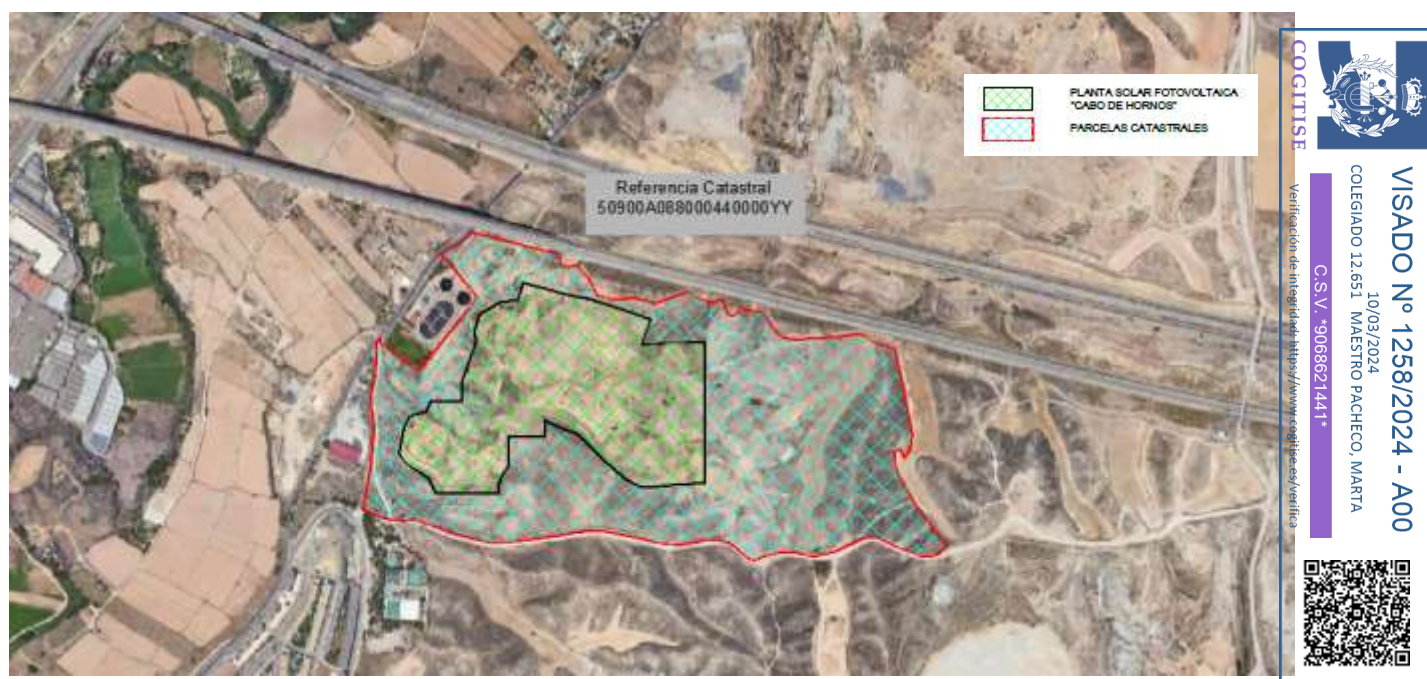 PLANTA SOLAR FOTOVOLTAICA
"CABO DE HORNOS"
PARCELAS CATASTRALES
Referencia Catastral
50900A088000440000YY
COGITISE
VISADO Nº 1258/2024 - A00
10/03/2024
COLEGIADO 12.651 MAESTRO PACHECO, MARTA
C.S.V. *9068621441*
Verificación de integridad: https://www.cogitise.es/verifica